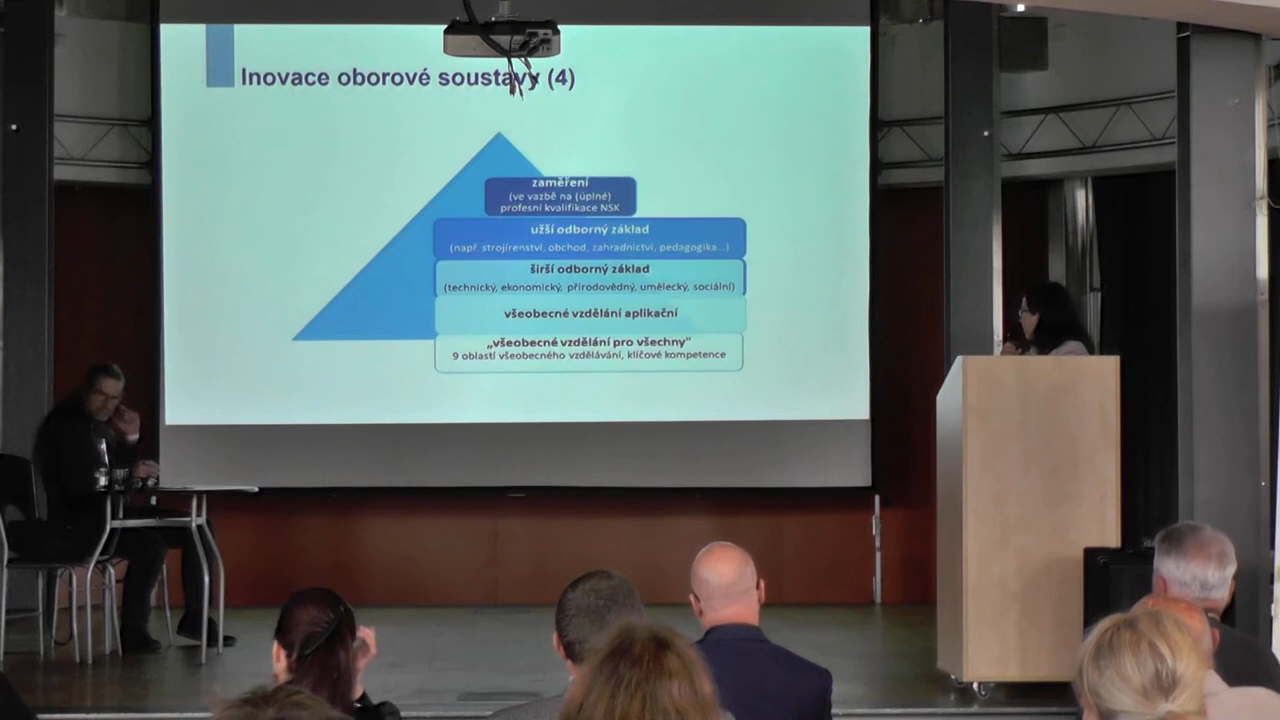 Inovace oborové soustavy (4)
zaměření
(ve vazbě na (úplné)
profesní kvalifikace NSK
užší odborný základ
(např. strojírenství, obchod, zahradnictví, pedagogika...)
širší odborný základ
(technický, ekonomický, přírodovědný, umělecký, sociální)
všeobecné vzdělání aplikační
„všeobecné vzdělání pro všechny"
9 oblastí všeobecného vzdělávání, klíčové kompetence